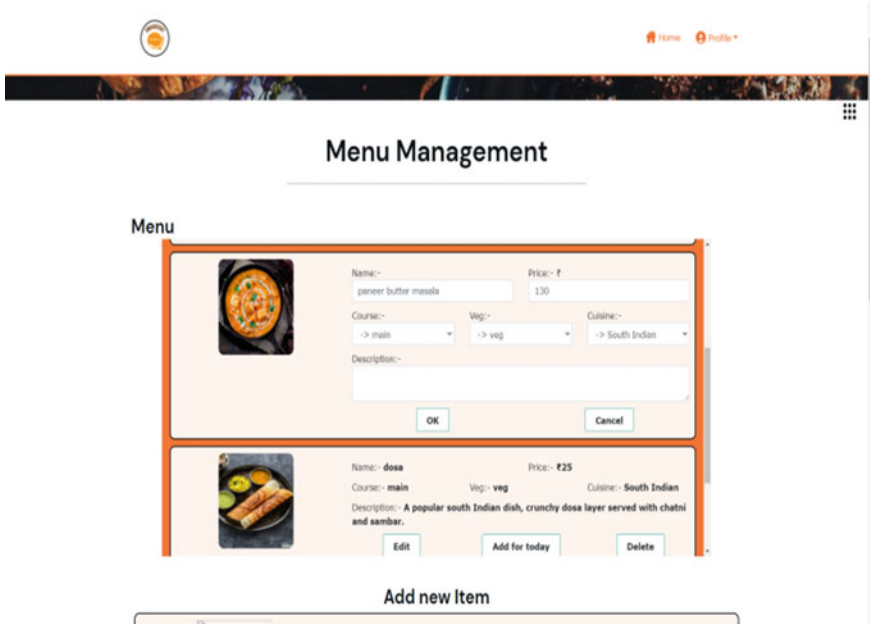 Home Profile
Menu Management
Menu
Name:- Price:- ₹
paneer butter masala 130
Course:- Veg:- Cuisine:-
-> main -> veg -> South Indian
Description:-
OK Cancel
Name:- dosa Price:- ₹25
Course:- main Veg:- veg Cuisine:- South Indian
Description:- A popular south Indian dish, crunchy dosa layer served with chatni
and sambar.
Edit Add for today Delete
Add new Item